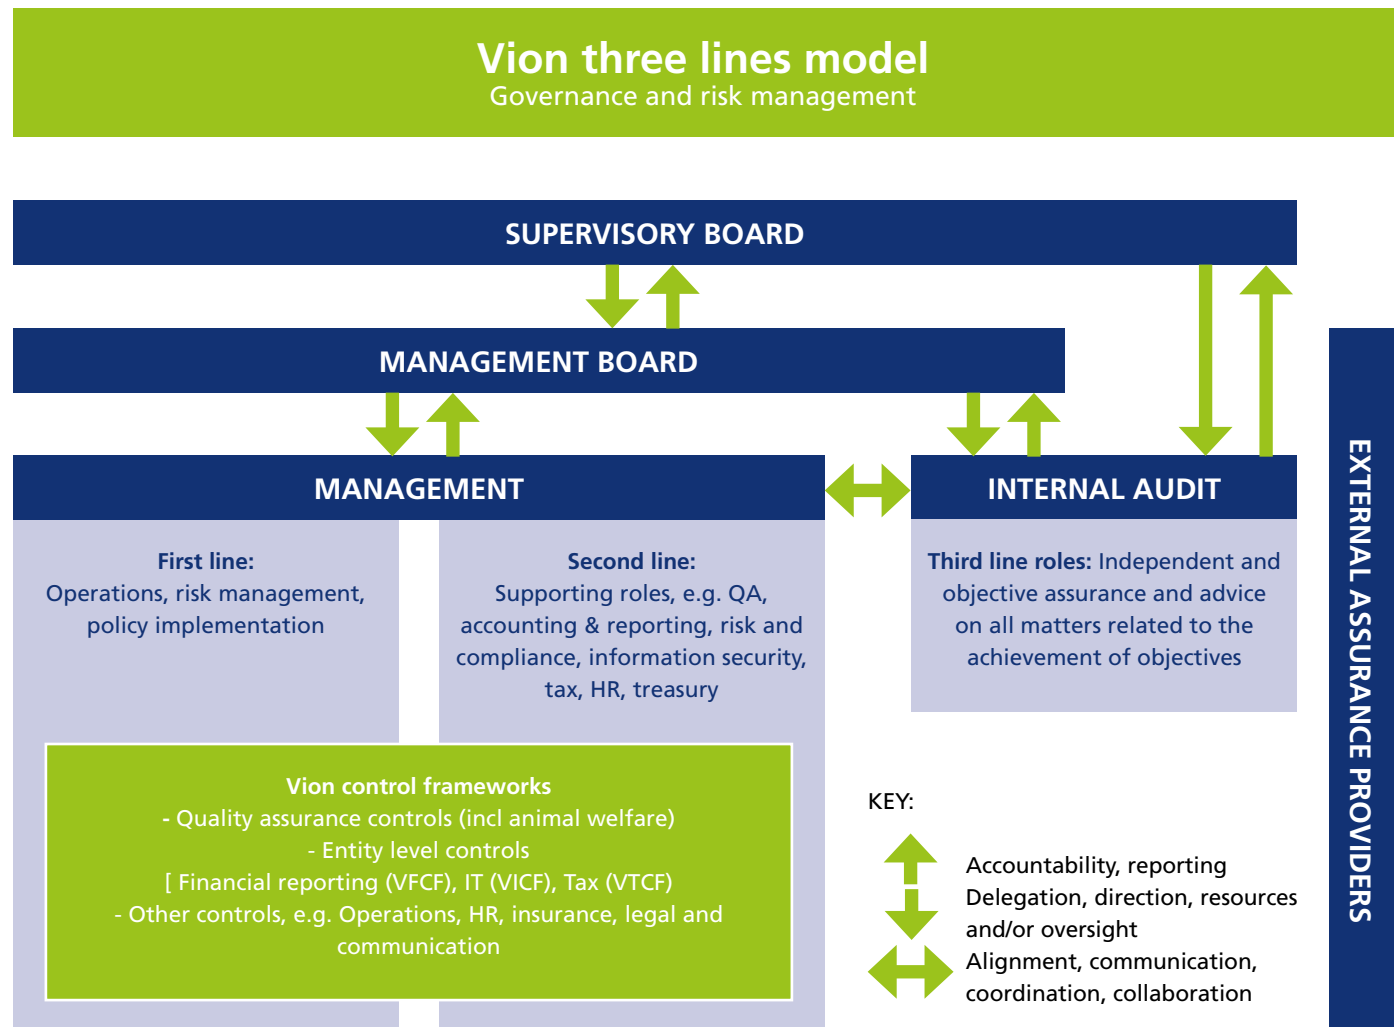 Vion three lines model
Governance and risk management
SUPERVISORY BOARD
MANAGEMENT BOARD
MANAGEMENT
First line:
Operations, risk management,
policy implementation
Second line:
Supporting roles, e.g. QA,
accounting & reporting, risk and
compliance, information security,
tax, HR, treasury
Vion control frameworks
- Quality assurance controls (incl animal welfare)
- Entity level controls
[ Financial reporting (VFCF), IT (VICF), Tax (VTCF)
- Other controls, e.g. Operations, HR, insurance, legal and
communication
INTERNAL AUDIT
Third line roles: Independent and
objective assurance and advice
on all matters related to the
achievement of objectives
KEY:
Accountability, reporting
Delegation, direction, resources
and/or oversight
Alignment, communication,
coordination, collaboration
EXTERNAL ASSURANCE PROVIDERS